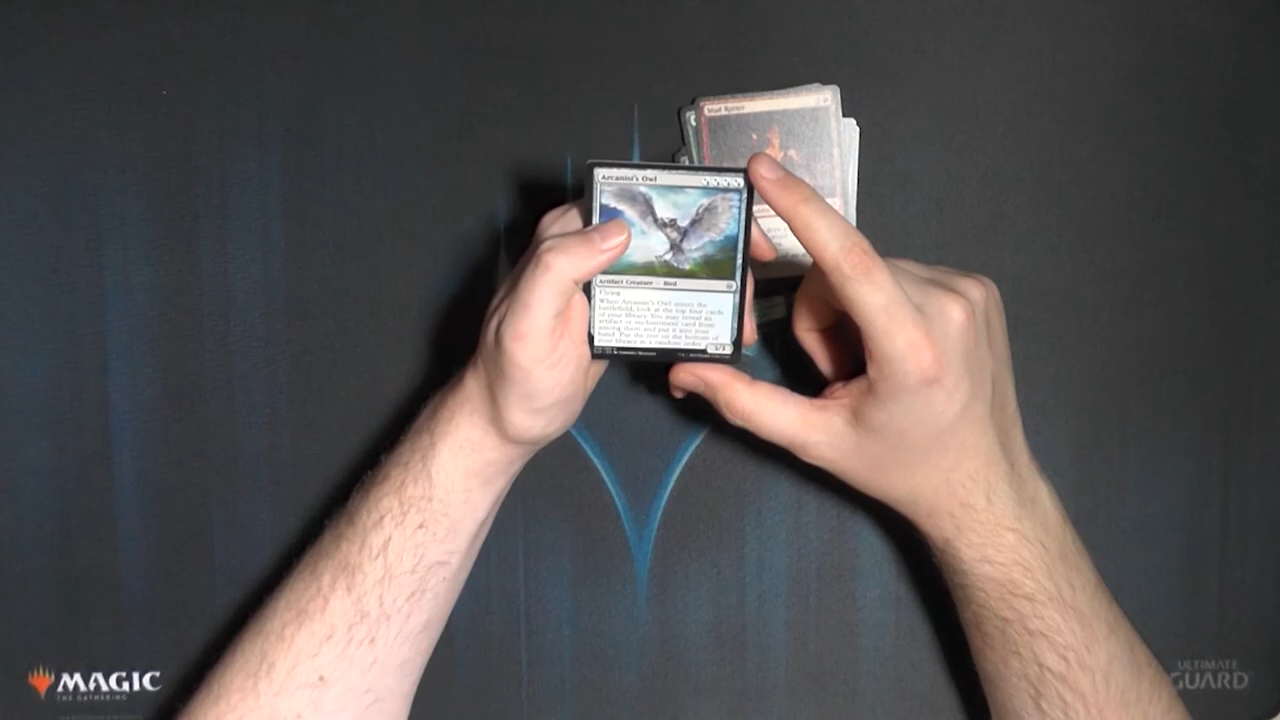 Mad Ratter
Arcanist's Owl
Artifact Creature — Bird
Flying
When Arcanist's Owl enters the
battlefield, look at the top four cards
of your library. You may reveal an
artifact or enchantment card from
among them and put it into your
hand. Put the rest on the bottom of
your library in a random order.
3/3
MAGIC
THE GATHERING
ULTIMATE
GUARD